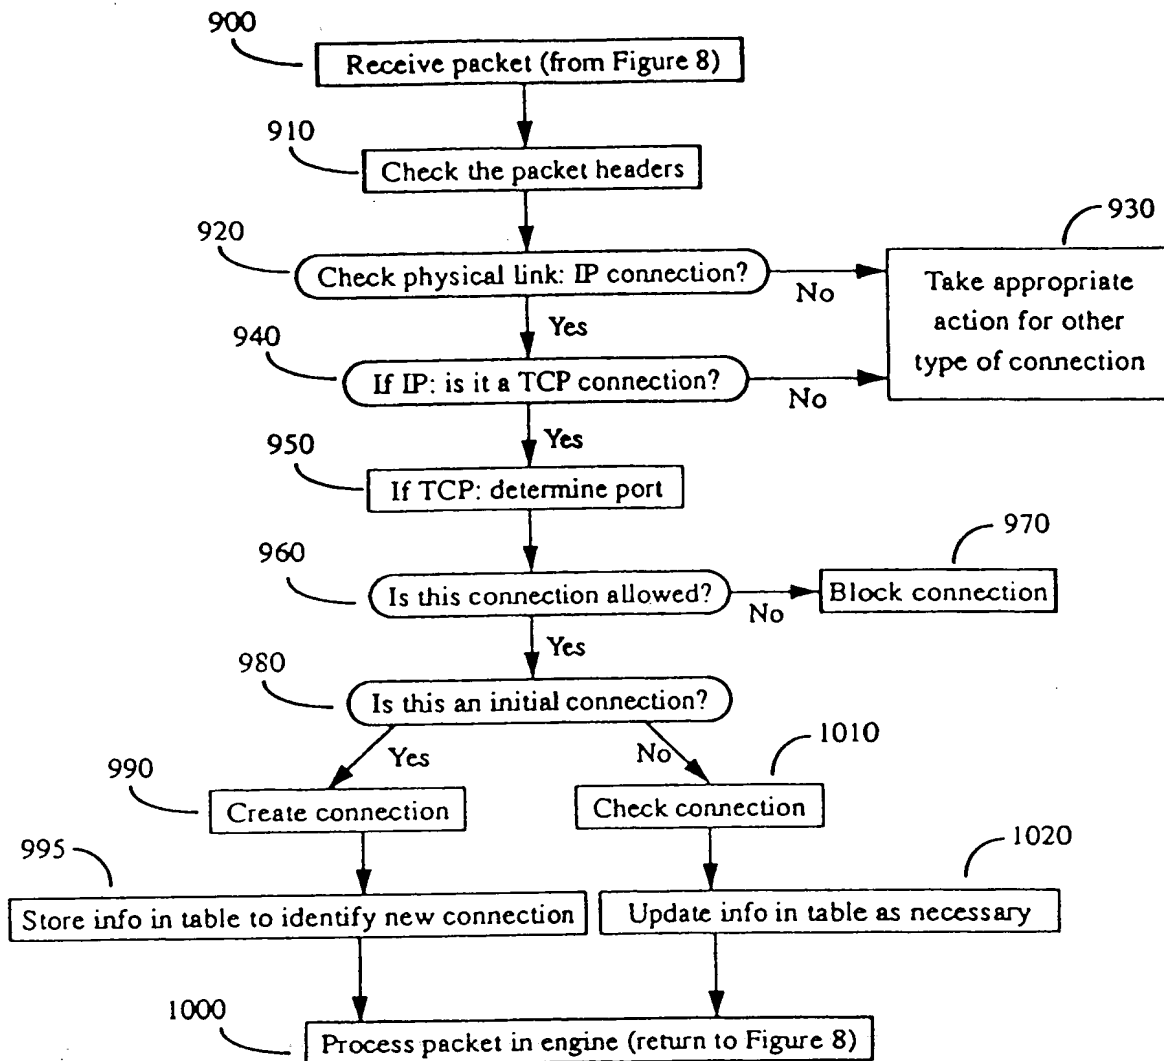 900
Receive packet (from Figure 8)
910
Check the packet headers
920
Check physical link: IP connection?
No
930
Take appropriate
action for other
type of connection
Yes
940
If IP: is it a TCP connection?
No
Yes
950
If TCP: determine port
960
Is this connection allowed?
No
970
Block connection
Yes
980
Is this an initial connection?
Yes
No
990
Create connection
1010
Check connection
995
Store info in table to identify new connection
1020
Update info in table as necessary
1000
Process packet in engine (return to Figure 8)